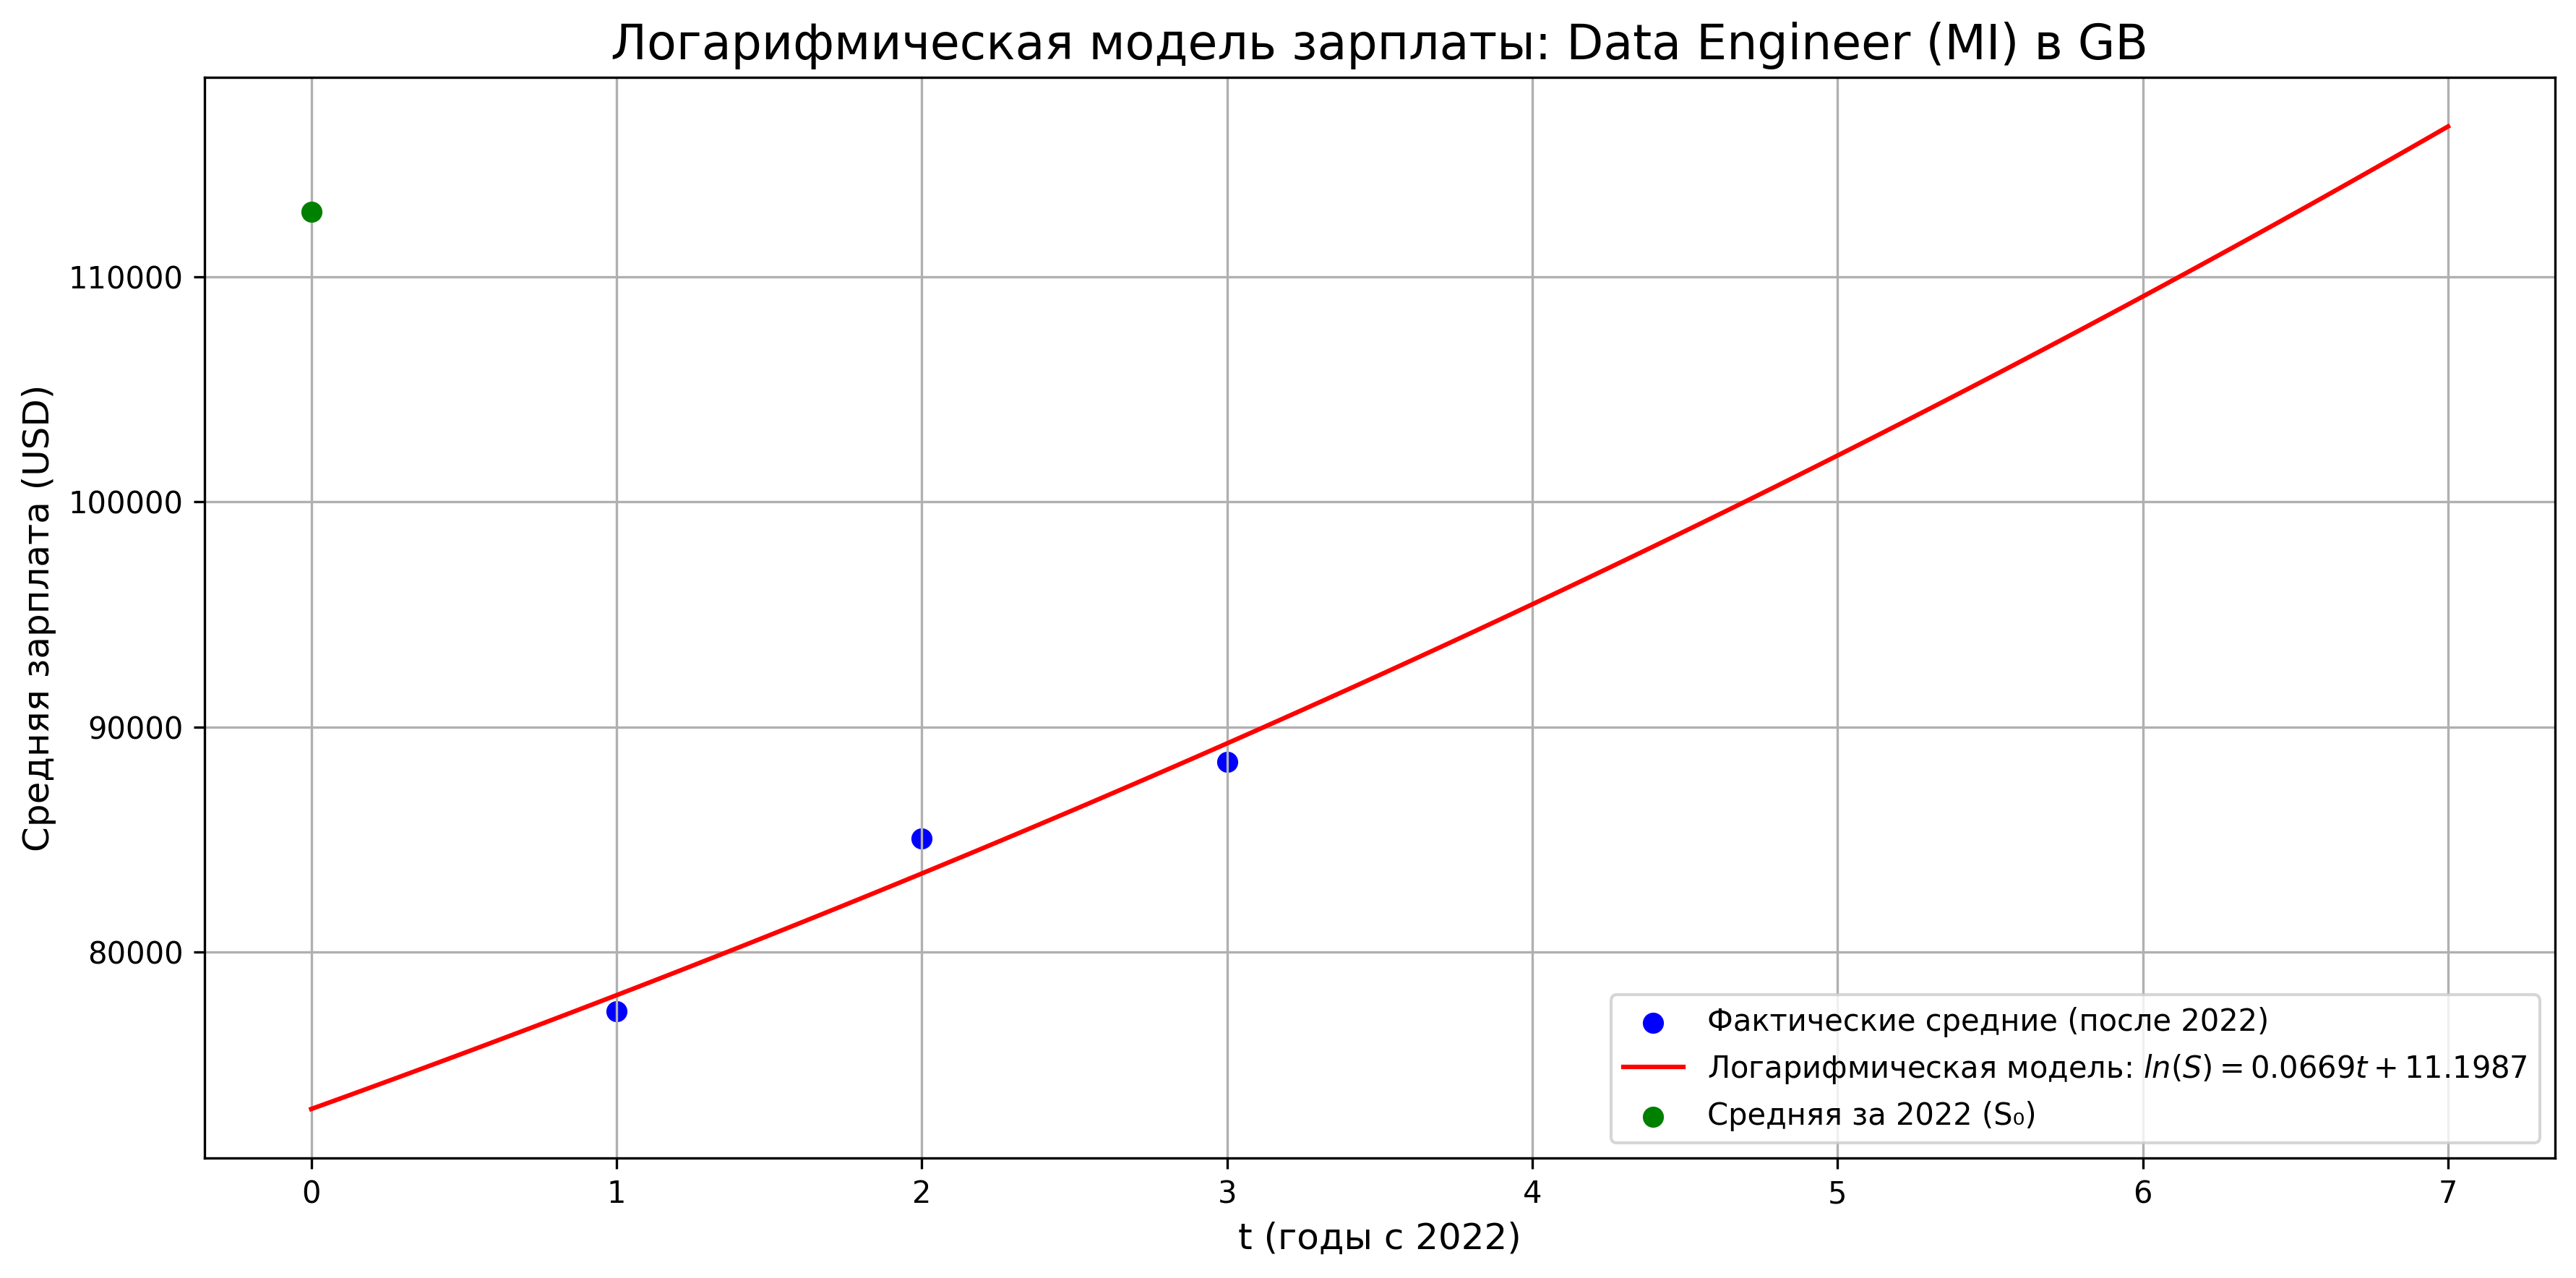 Логарифмическая модель зарплаты: Data Engineer (MI) в GB
Средняя зарплата (USD)
110000
100000
90000
80000
Фактические средние (после 2022)
Логарифмическая модель: ln(S) = 0.0669t + 11.1987
Средняя за 2022 (S₀)
0 1 2 3 4 5 6 7
t (годы с 2022)